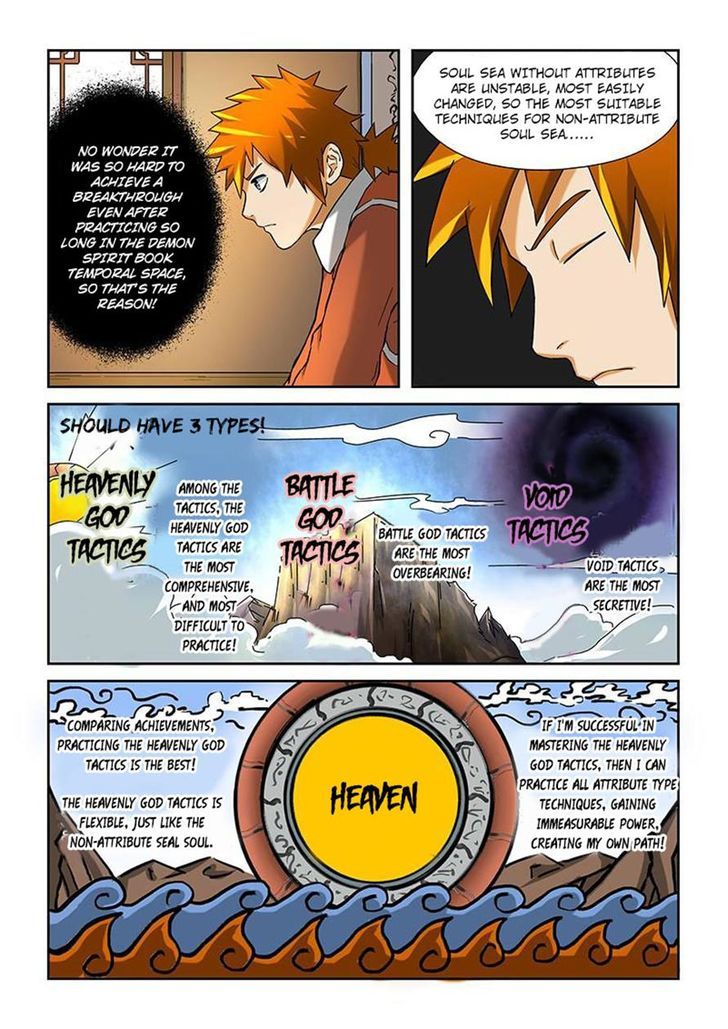 NO WONDER IT
WAS SO HARD TO
ACHIEVE A
BREAKTHROUGH
EVEN AFTER
PRACTICING SO
LONG IN THE DEMON
SPIRIT BOOK
TEMPORAL SPACE,
SO THAT'S THE
REASON!
SOUL SEA WITHOUT ATTRIBUTES
ARE UNSTABLE, MOST EASILY
CHANGED, SO THE MOST SUITABLE
TECHNIQUES FOR NON-ATTRIBUTE
SOUL SEA......
SHOULD HAVE 3 TYPES!
HEAVENLY
GOD
TACTICS
AMONG THE
TACTICS, THE
HEAVENLY GOD
TACTICS ARE
THE MOST
COMPREHENSIVE,
AND MOST
DIFFICULT TO
PRACTICE!
BATTLE
GOD
TACTICS
BATTLE GOD TACTICS
ARE THE MOST
OVERBEARING!
VOID
TACTICS
VOID TACTICS
ARE THE MOST
SECRETIVE!
COMPARING ACHIEVEMENTS,
PRACTICING THE HEAVENLY GOD
TACTICS IS THE BEST!
THE HEAVENLY GOD TACTICS IS
FLEXIBLE, JUST LIKE THE
NON-ATTRIBUTE SEAL SOUL.
HEAVEN
IF I'M SUCCESSFUL IN
MASTERING THE HEAVENLY
GOD TACTICS, THEN I CAN
PRACTICE ALL ATTRIBUTE TYPE
TECHNIQUES, GAINING
IMMEASURABLE POWER,
CREATING MY OWN PATH!